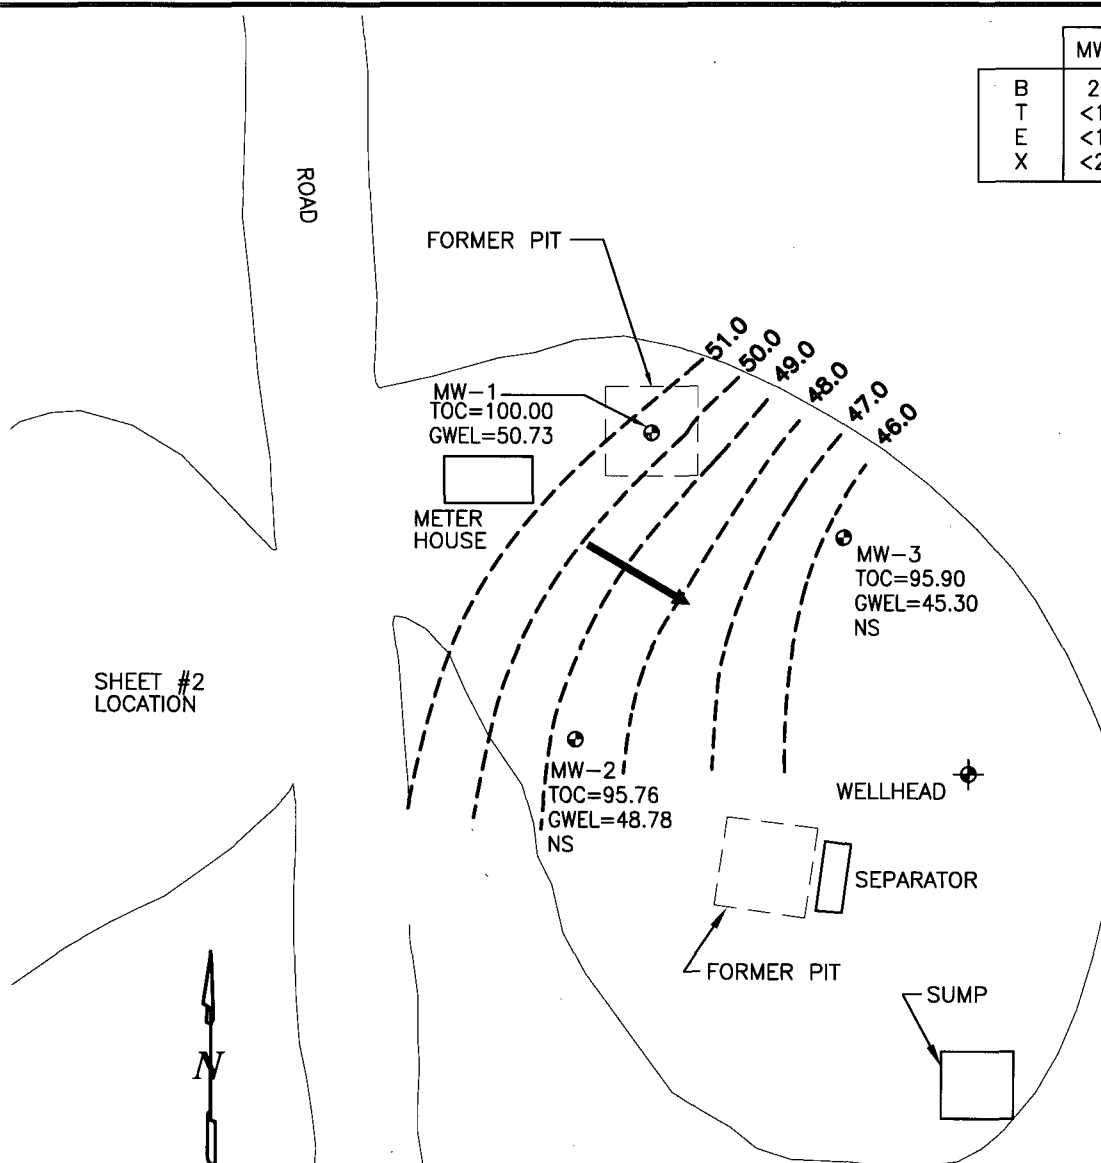 MW
B 2
T <1
E <1
X <2
ROAD
FORMER PIT
51.0
50.0
49.0
48.0
47.0
46.0
MW-1
TOC=100.00
GWEL=50.73
METER
HOUSE
MW-3
TOC=95.90
GWEL=45.30
NS
SHEET #2
LOCATION
MW-2
TOC=95.76
GWEL=48.78
NS
WELLHEAD
SEPARATOR
FORMER PIT
SUMP
N